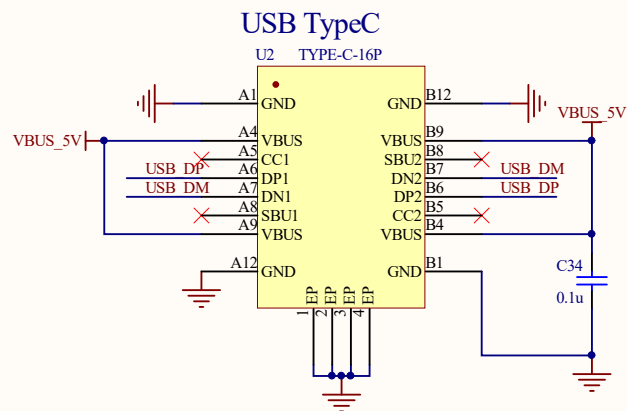 USB TypeC
U2 TYPE-C-16P
A1 GND GND B12
VBUS_5V
VBUS_5V A4 VBUS VBUS B9
A5 CC1 SBU2 B8
USB_DP A6 DP1 DN2 B7 USB_DM
USB_DM A7 DN1 DP2 B6 USB_DP
A8 SBU1 CC2 B5
A9 VBUS VBUS B4
A12 GND GND B1
C34
0.1u
EP EP EP EP
1 2 3 4